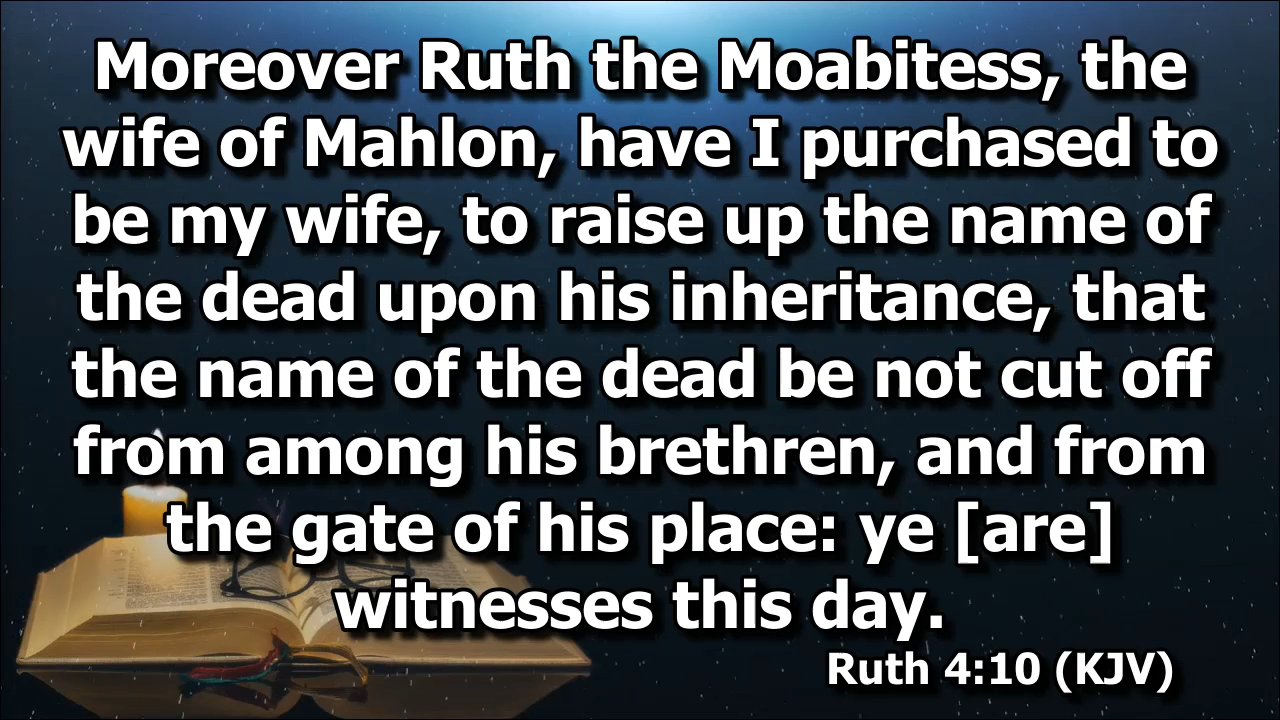 Moreover Ruth the Moabitess, the
wife of Mahlon, have I purchased to
be my wife, to raise up the name of
the dead upon his inheritance, that
the name of the dead be not cut off
from among his brethren, and from
the gate of his place: ye [are]
witnesses this day.
Ruth 4:10 (KJV)